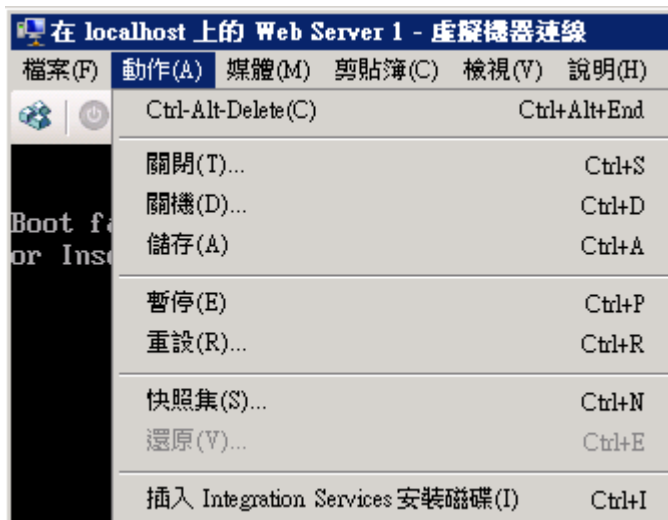 在 localhost 上的 Web Server 1 - 虛擬機器連線
檔案(F) 動作(A) 媒體(M) 剪貼簿(C) 檢視(V) 說明(H)
Ctrl-Alt-Delete(C) Ctrl+Alt+End
關閉(T)... Ctrl+S
關機(D)... Ctrl+D
Boot
or
儲存(A) Ctrl+A
暫停(E) Ctrl+P
重設(R)... Ctrl+R
快照集(S)... Ctrl+N
還原(V)... Ctrl+E
插入 Integration Services 安裝磁碟(I) Ctrl+I